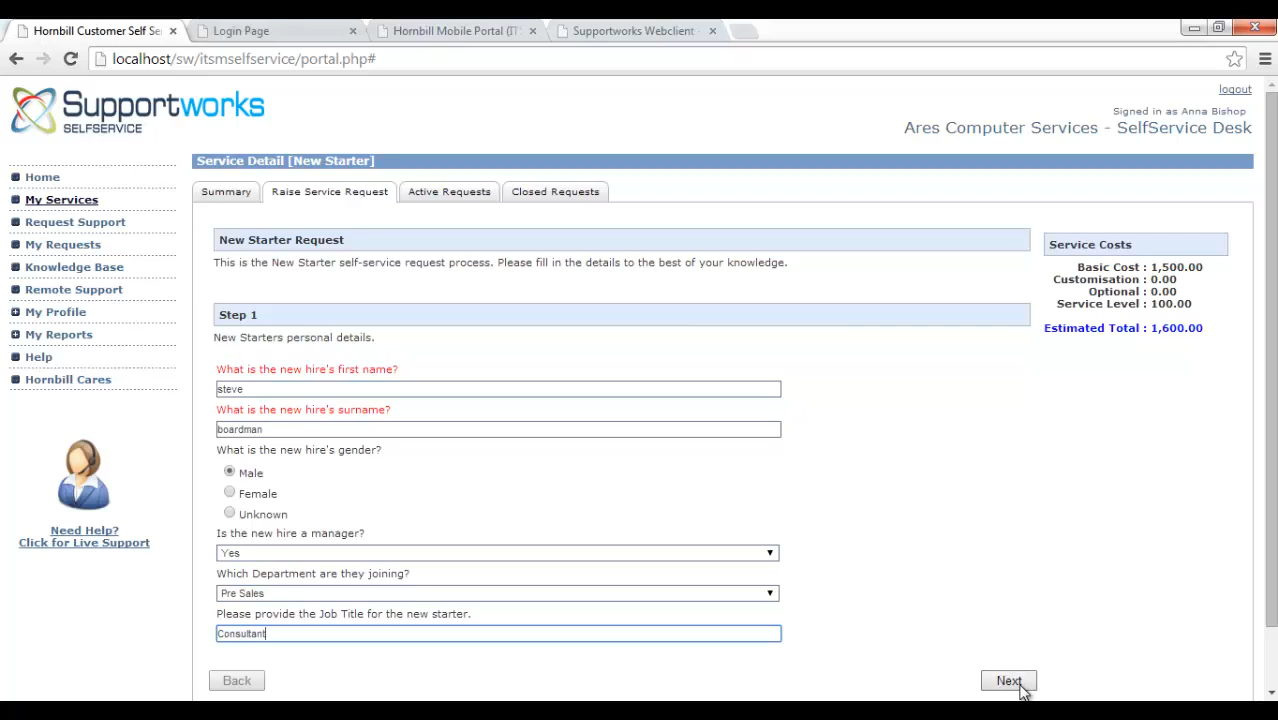 Hornbill Customer Self Se
Login Page
Hornbill Mobile Portal (I
Supportworks Webclient -
localhost/sw/itsmselfservice/portal.php#
logout
Supportworks
SELFSERVICE
Signed in as Anna Bishop
Ares Computer Services - SelfService Desk
Home
My Services
Request Support
My Requests
Knowledge Base
Remote Support
My Profile
My Reports
Help
Hornbill Cares
Need Help?
Click for Live Support
Service Detail [New Starter]
Summary
Raise Service Request
Active Requests
Closed Requests
New Starter Request
This is the New Starter self-service request process. Please fill in the details to the best of your knowledge.
Step 1
New Starters personal details.
What is the new hire's first name?
steve
What is the new hire's surname?
boardman
What is the new hire's gender?
Male
Female
Unknown
Is the new hire a manager?
Yes
Which Department are they joining?
Pre Sales
Please provide the Job Title for the new starter.
Consultant
Back
Next
Service Costs
Basic Cost : 1,500.00
Customisation : 0.00
Optional : 0.00
Service Level : 100.00
Estimated Total : 1,600.00